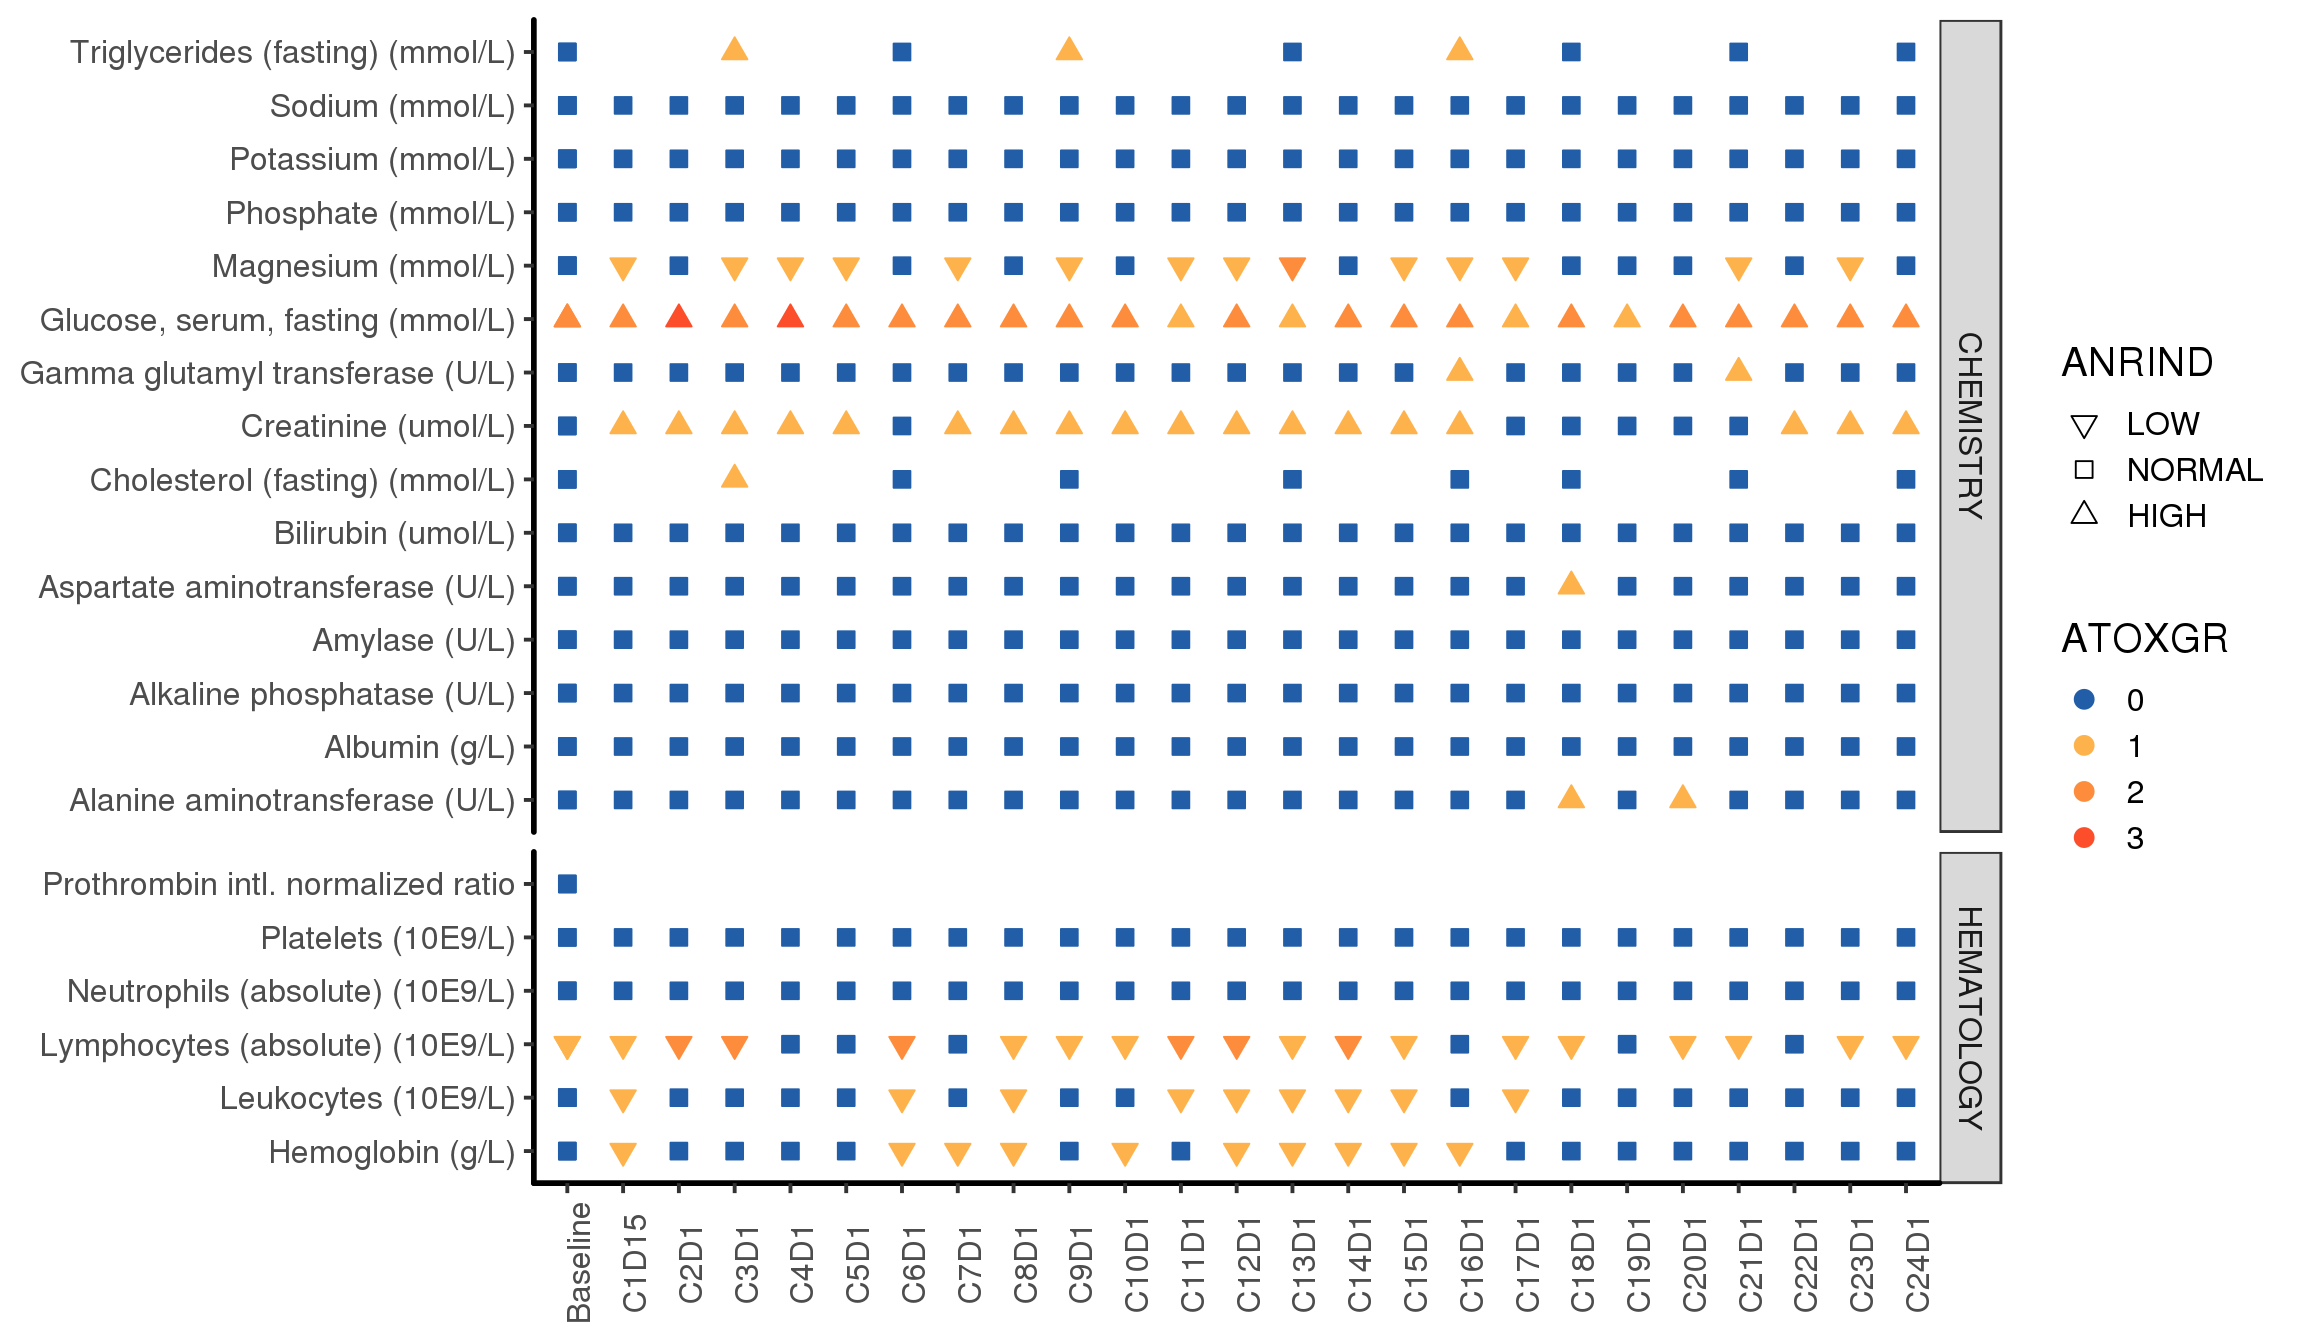 Triglycerides (fasting) (mmol/L)
Sodium (mmol/L)
Potassium (mmol/L)
Phosphate (mmol/L)
Magnesium (mmol/L)
Glucose, serum, fasting (mmol/L)
Gamma glutamyl transferase (U/L)
Creatinine (umol/L)
Cholesterol (fasting) (mmol/L)
Bilirubin (umol/L)
Aspartate aminotransferase (U/L)
Amylase (U/L)
Alkaline phosphatase (U/L)
Albumin (g/L)
Alanine aminotransferase (U/L)
CHEMISTRY
Prothrombin intl. normalized ratio
Platelets (10E9/L)
Neutrophils (absolute) (10E9/L)
Lymphocytes (absolute) (10E9/L)
Leukocytes (10E9/L)
Hemoglobin (g/L)
HEMATOLOGY
Baseline
C1D15
C2D1
C3D1
C4D1
C5D1
C6D1
C7D1
C8D1
C9D1
C10D1
C11D1
C12D1
C13D1
C14D1
C15D1
C16D1
C17D1
C18D1
C19D1
C20D1
C21D1
C22D1
C23D1
C24D1
ANRIND
LOW
NORMAL
HIGH
ATOXGR
0
1
2
3